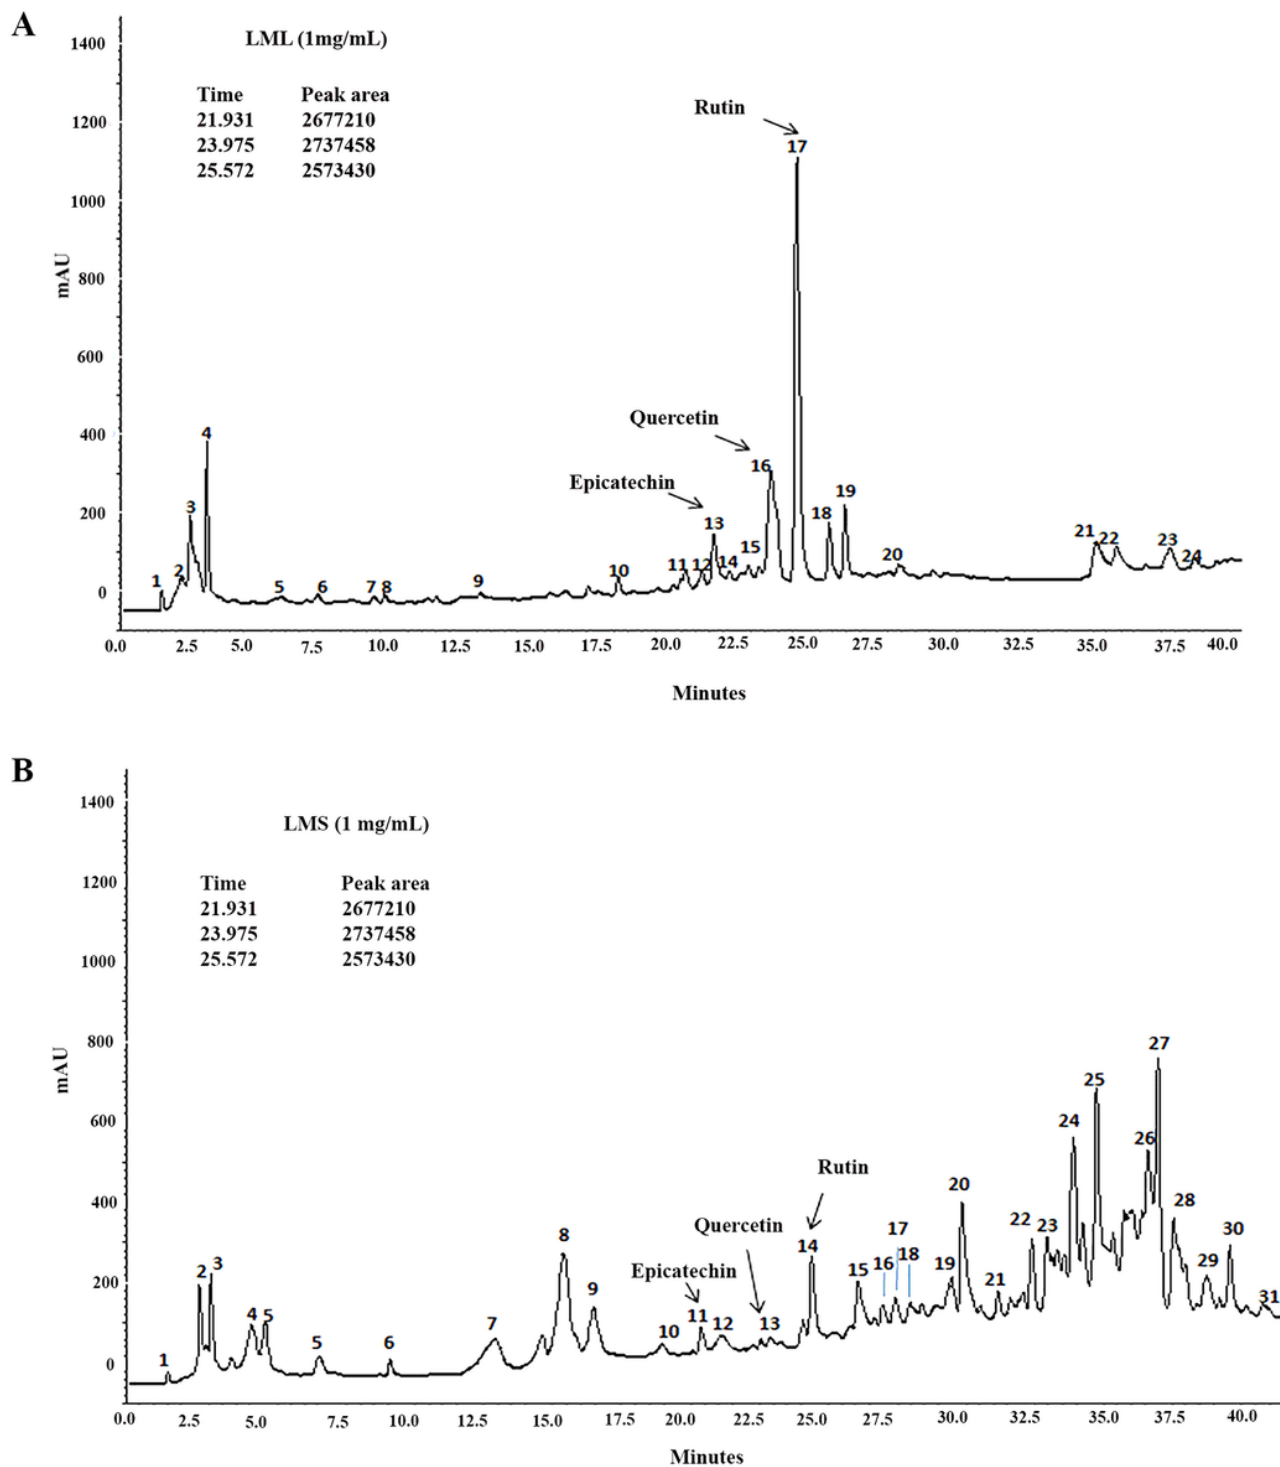 A
LML (1mg/mL)
Time Peak area
21.931 2677210
23.975 2737458
25.572 2573430
1400
1200
1000
800
600
400
200
0
mAU
Rutin
17
Quercetin
16
Epicatechin
13
1 2 3 4 5 6 7 8 9 10 11 12 14 15 18 19 20 21 22 23 24
0.0 2.5 5.0 7.5 10.0 12.5 15.0 17.5 20.0 22.5 25.0 27.5 30.0 32.5 35.0 37.5 40.0
Minutes
B
LMS (1 mg/mL)
Time Peak area
21.931 2677210
23.975 2737458
25.572 2573430
1400
1200
1000
800
600
400
200
0
mAU
Rutin
14
Quercetin
13
Epicatechin
11
1 2 3 4 5 5 6 7 8 9 10 12 15 16 17 18 19 20 21 22 23 24 25 26 27 28 29 30 31
0.0 2.5 5.0 7.5 10.0 12.5 15.0 17.5 20.0 22.5 25.0 27.5 30.0 32.5 35.0 37.5 40.0
Minutes